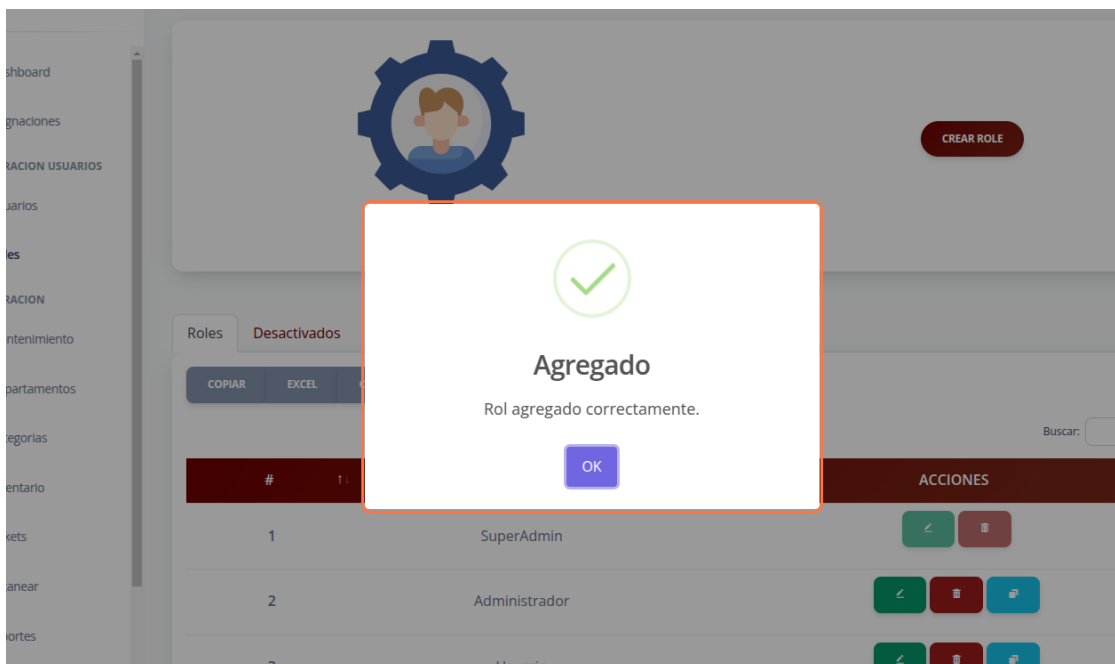 shboard
gnaciones
RACION USUARIOS
uarios
les
RACION
ntenimiento
partamentos
tegorias
entario
kets
anear
portes
CREAR ROLE
Roles Desactivados
COPIAR EXCEL
Buscar:
# ACCIONES
1 SuperAdmin
2 Administrador
Agregado
Rol agregado correctamente.
OK